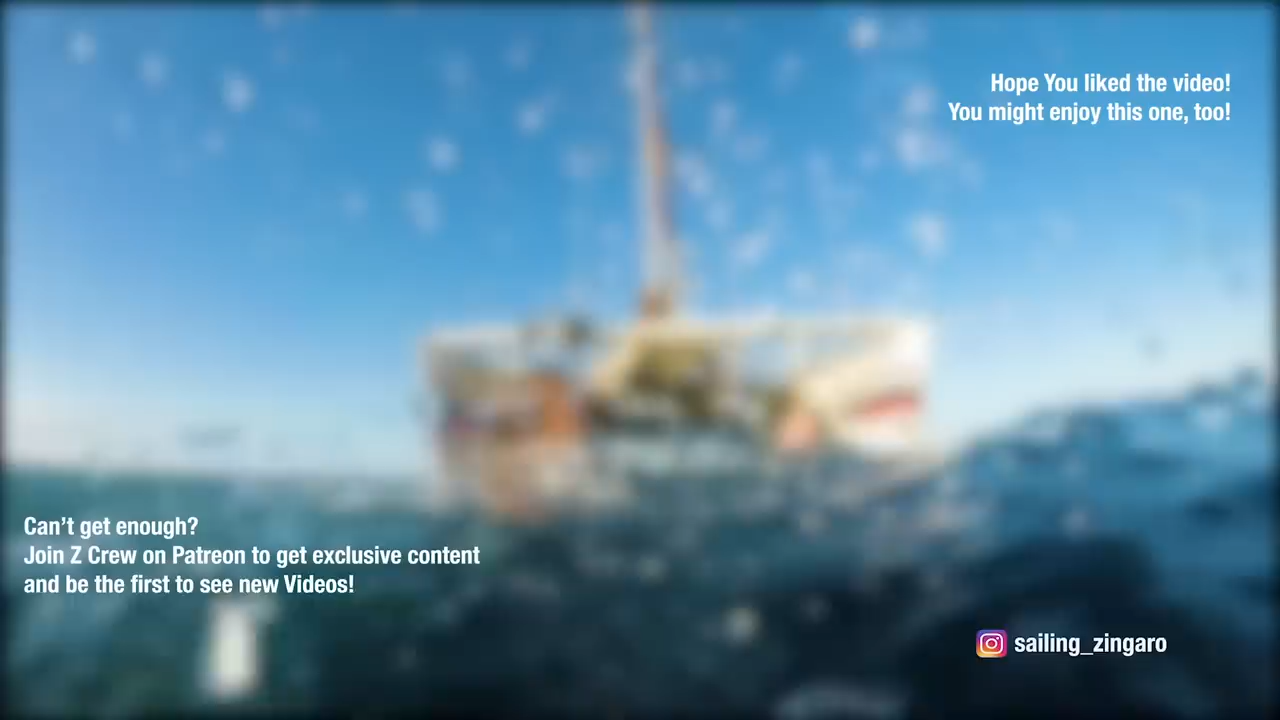 Hope You liked the video!
You might enjoy this one, too!
Can’t get enough?
Join Z Crew on Patreon to get exclusive content
and be the first to see new Videos!
sailing_zingaro